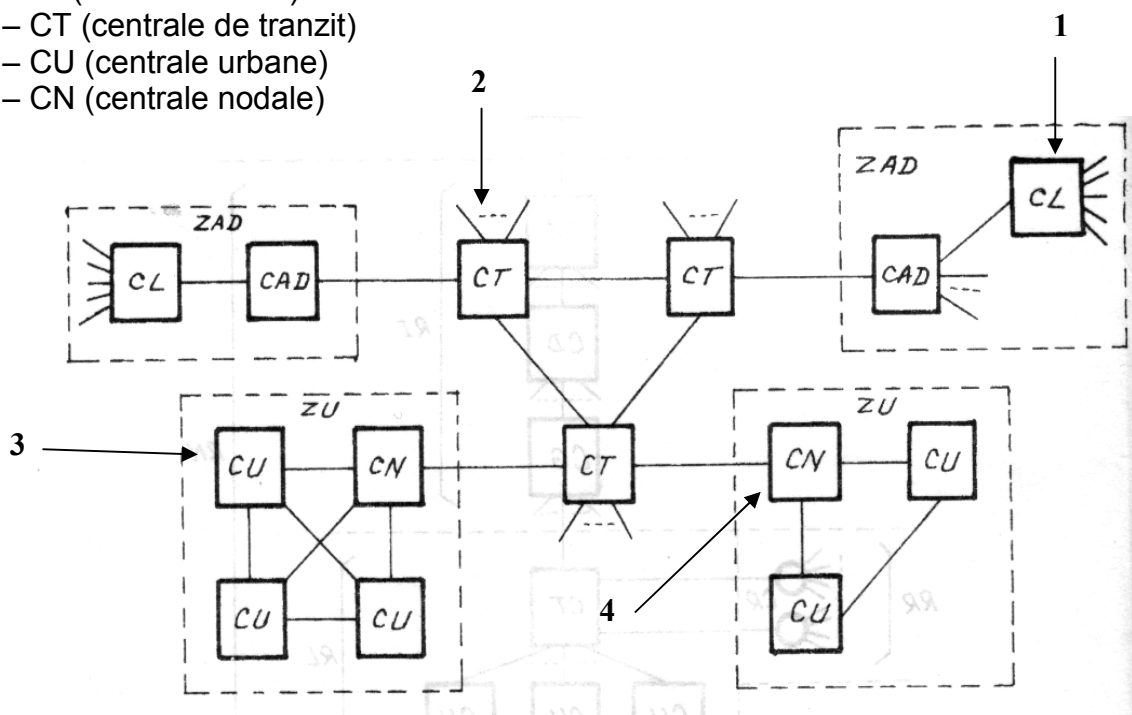 – CT (centrale de tranzit)
– CU (centrale urbane)
– CN (centrale nodale)
1
2
ZAD
CL
ZAD
CL
CAD
CT
CT
CAD
3
ZU
CU
CN
CT
ZU
CN
CU
CU
CU
4
CU